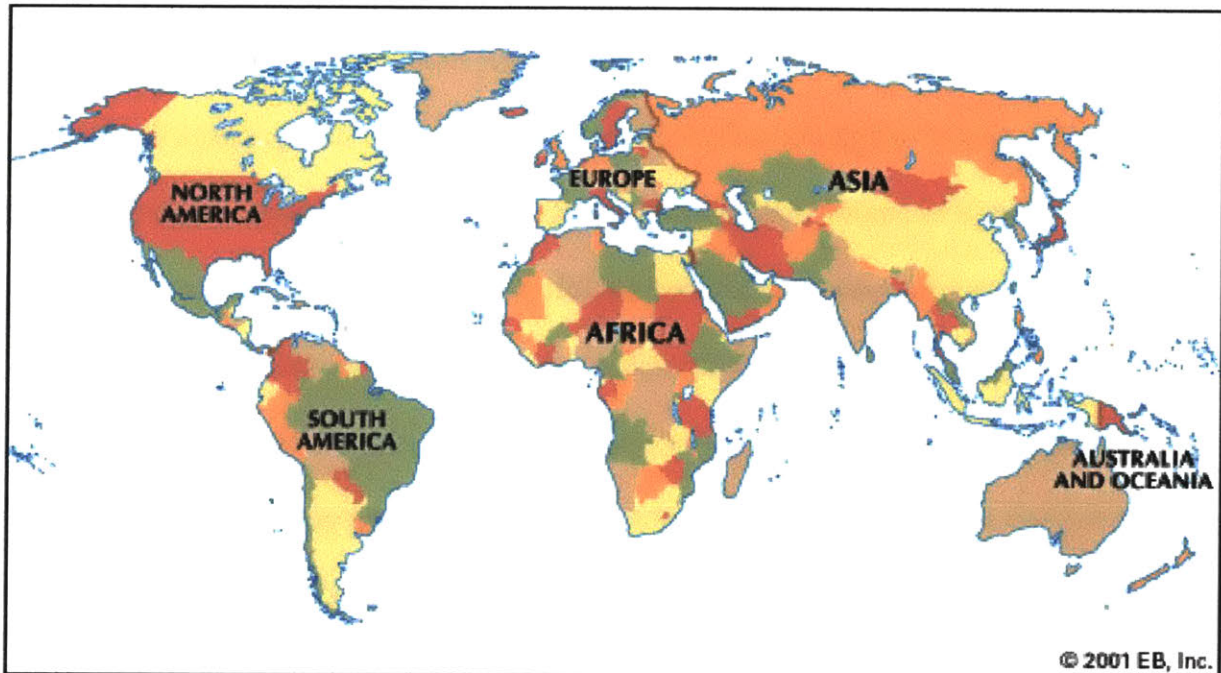 NORTH
AMERICA
EUROPE
ASIA
AFRICA
SOUTH
AMERICA
AUSTRALIA
AND OCEANIA
© 2001 EB, Inc.